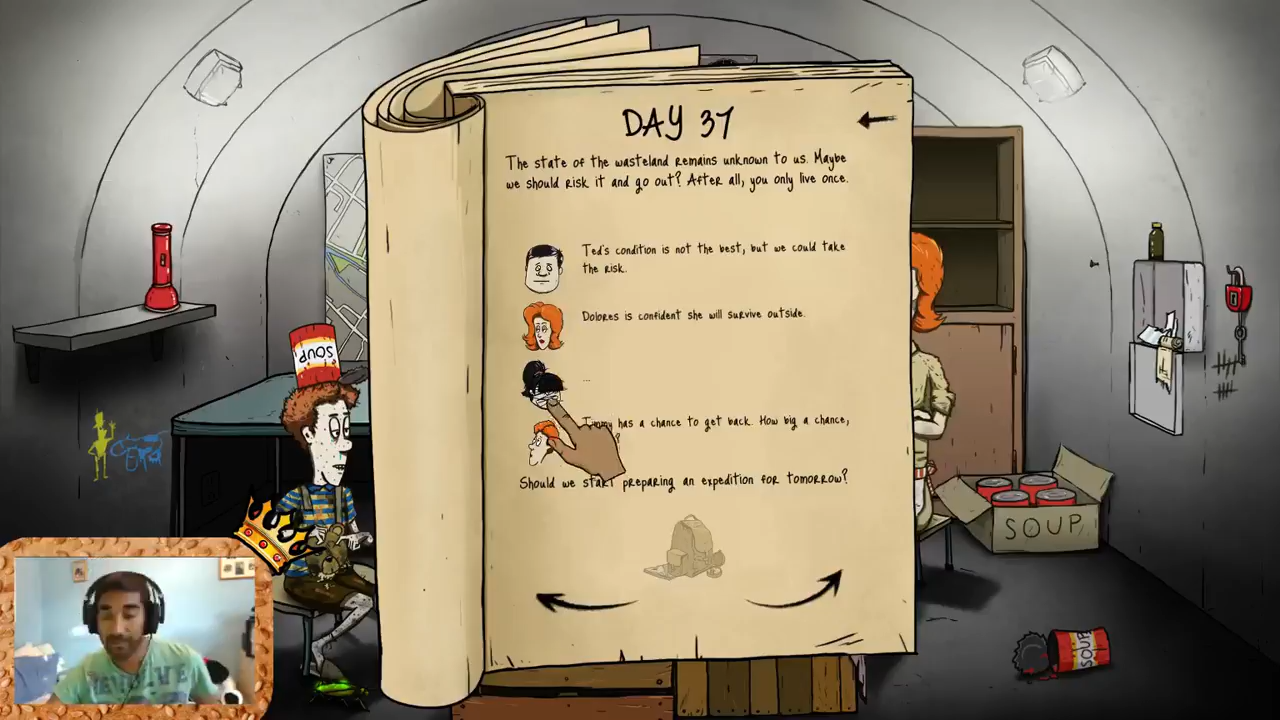 DAY 37
The state of the wasteland remains unknown to us. Maybe
we should risk it and go out? After all, you only live once.
Ted's condition is not the best, but we could take
the risk.
Dolores is confident she will survive outside.
...
Timmy has a chance to get back. How big a chance,
?
Should we start preparing an expedition for tomorrow?
SOUP
SOUP
SOUP